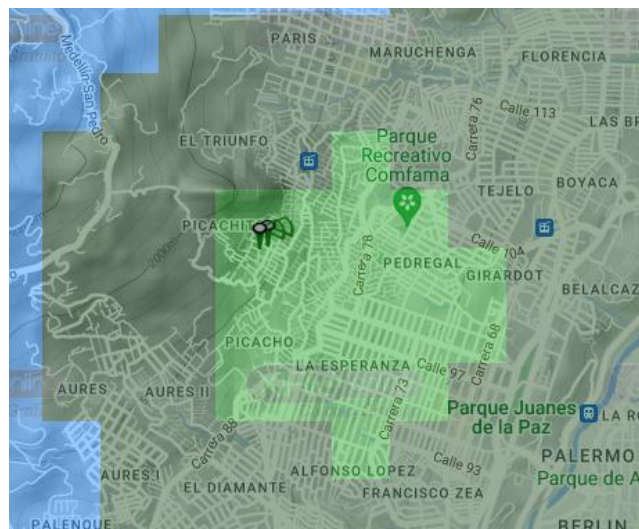 PARIS
MARUCHENGA
FLORENCIA
Medellín-San Pedro
Carrera 76
Calle 113
LAS BR
EL TRIUNFO
Parque
Recreativo
Comfama
TEJELO
BOYACA
PICACHIT
2000m
Carrera 78
PEDREGAL
Calle 104
GIRARDOT
BELALCAZ
PICACHO
LA ESPERANZA
Calle 97
Carrera 68
AURES
AURES II
Carrera 73
Parque Juanes
de la Paz
LA RO
Carrera 88
PALERMO
AURES I
ALFONSO LOPEZ
Calle 93
Parque de A
EL DIAMANTE
FRANCISCO ZEA
PALENQUE
BERLIN